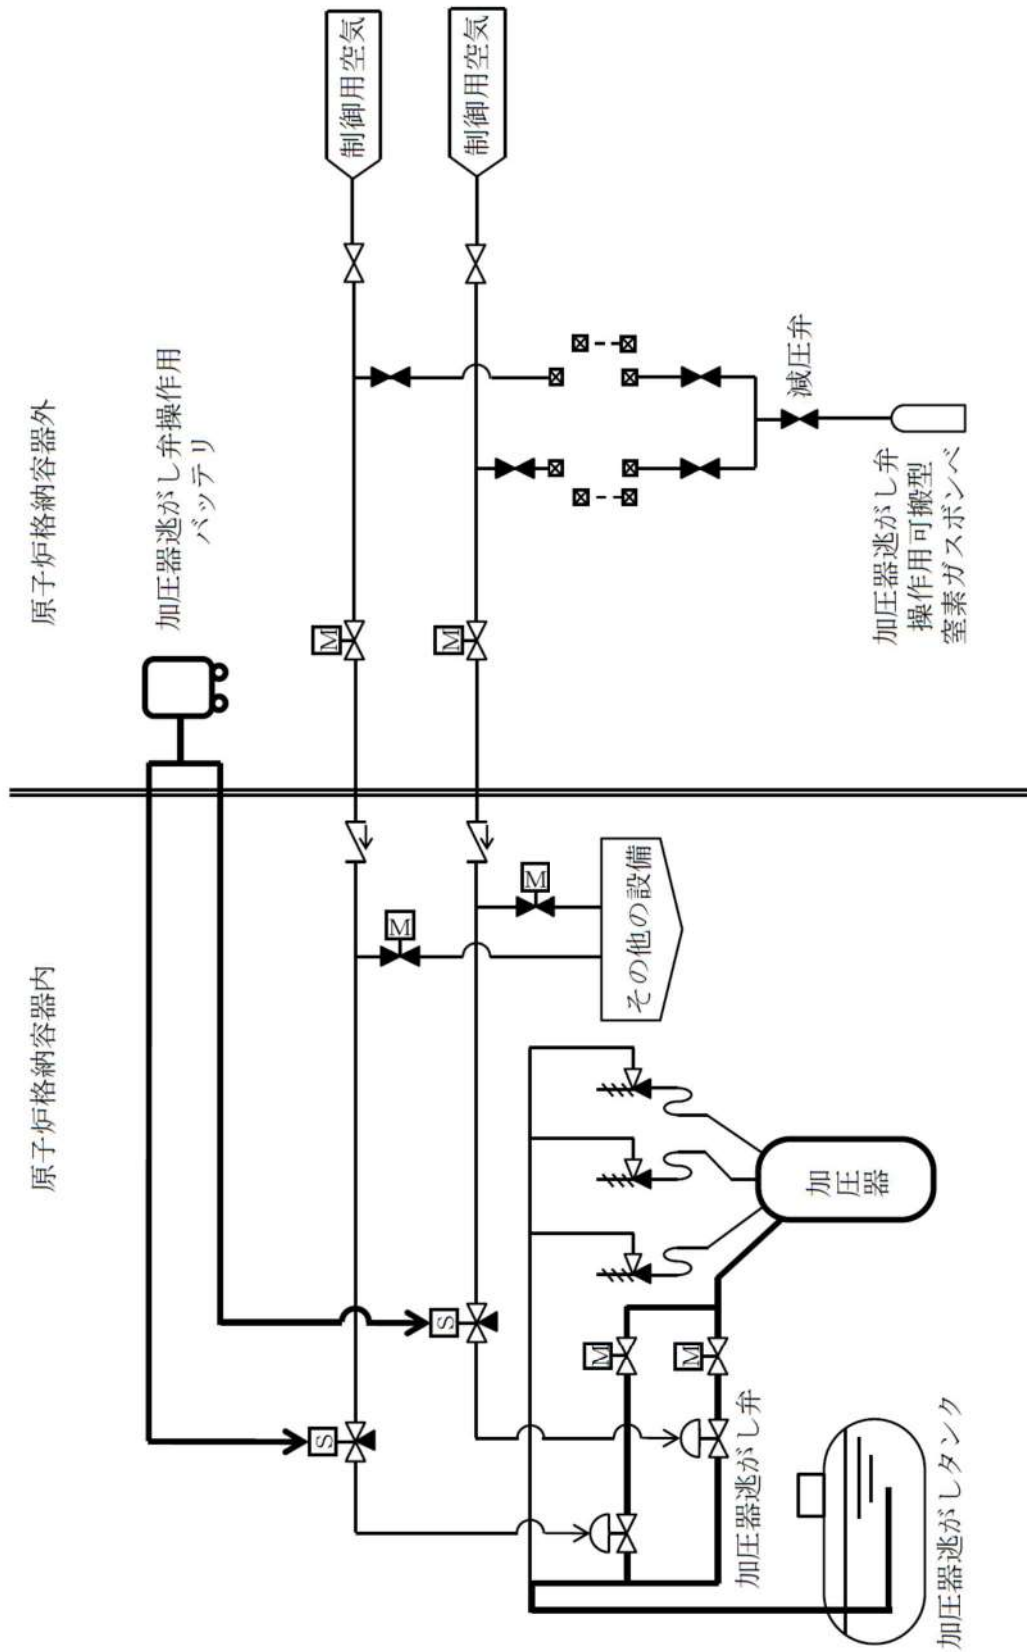 原子炉格納容器内
原子炉格納容器外
加圧器逃がし弁操作用
バッテリ
制御用空気
制御用空気
M
M
M
M
S
S
M
M
その他の設備
加圧器
加圧器逃がし弁
加圧器逃がしタンク
減圧弁
加圧器逃がし弁
操作用可搬型
窒素ガスボンベ